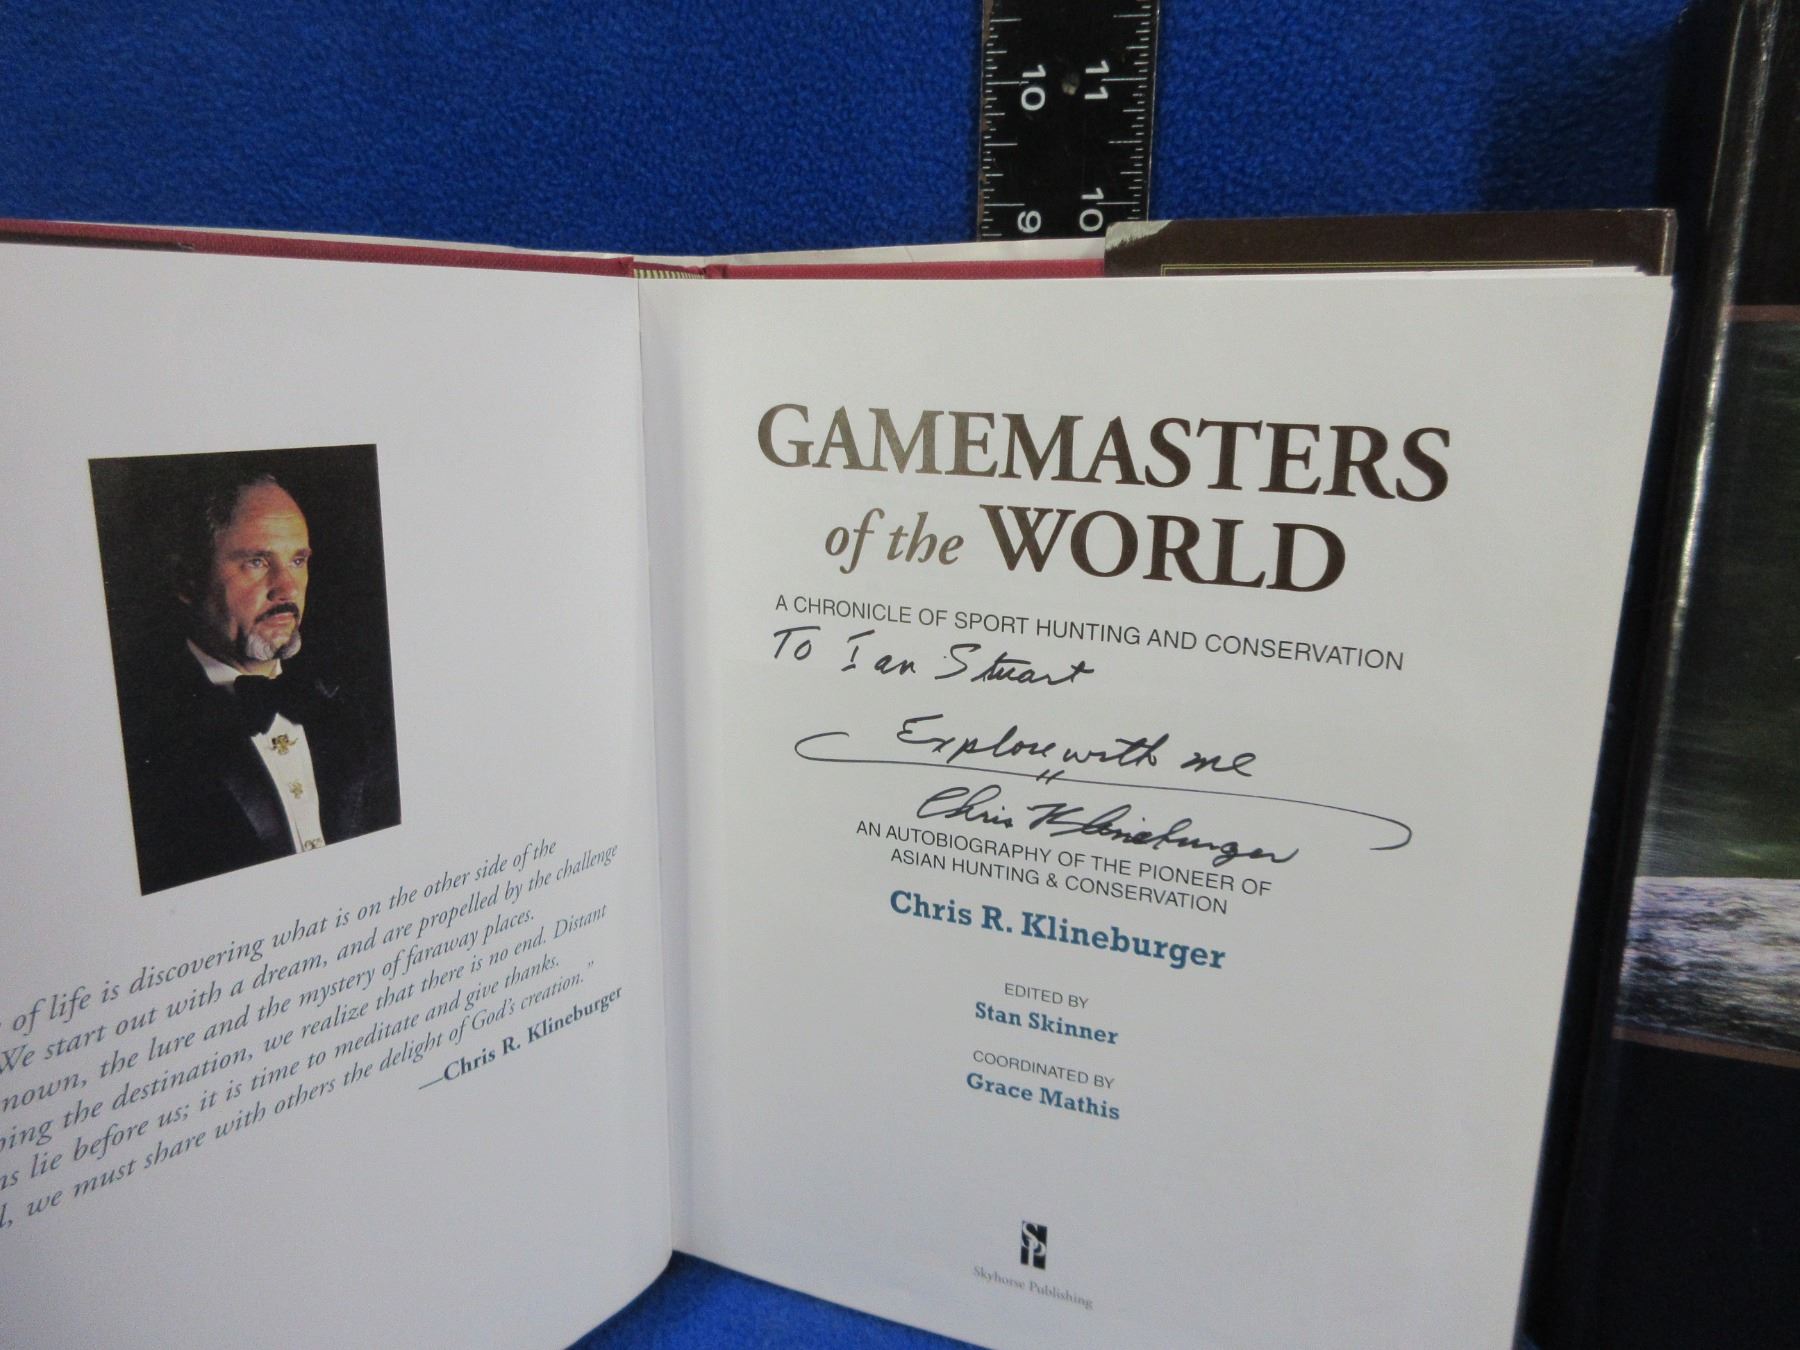 10 11
9 10
of life is discovering what is on the other side of the
We start out with a dream, and are propelled by the challenge
nown, the lure and the mystery of faraway places.
ing the destination, we realize that there is no end. Distant
ns lie before us; it is time to meditate and give thanks.
l, we must share with others the delight of God's creation."
—Chris R. Klineburger
GAMEMASTERS
of the WORLD
A CHRONICLE OF SPORT HUNTING AND CONSERVATION
To Ian Stuart
Explore with me
Chris Klineburger
AN AUTOBIOGRAPHY OF THE PIONEER OF
ASIAN HUNTING & CONSERVATION
Chris R. Klineburger
EDITED BY
Stan Skinner
COORDINATED BY
Grace Mathis
SP
Skyhorse Publishing